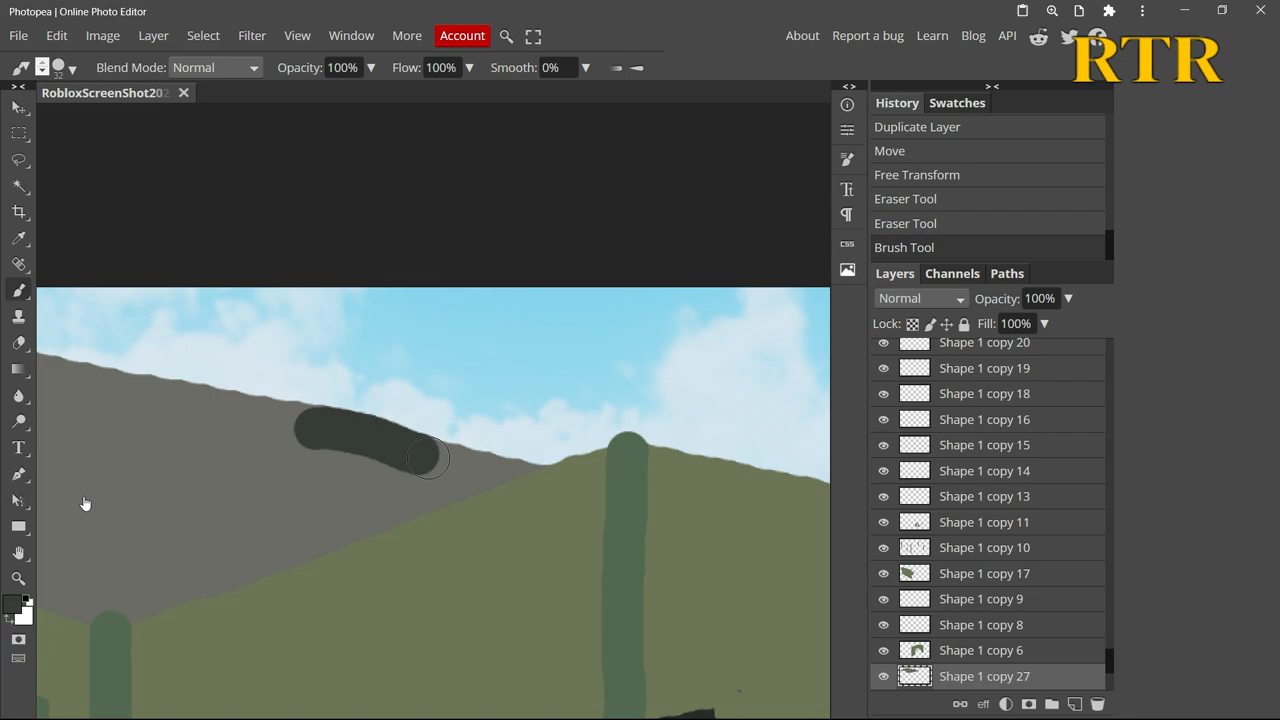 Photopea | Online Photo Editor
File Edit Image Layer Select Filter View Window More Account About Report a bug Learn Blog API
RTR
32 Blend Mode: Normal Opacity: 100% Flow: 100% Smooth: 0%
RobloxScreenShot202
History Swatches
Duplicate Layer
Move
Free Transform
Eraser Tool
Eraser Tool
Brush Tool
CSS
Layers Channels Paths
Normal Opacity: 100%
Lock: Fill: 100%
Shape 1 copy 20
Shape 1 copy 19
Shape 1 copy 18
Shape 1 copy 16
Shape 1 copy 15
Shape 1 copy 14
Shape 1 copy 13
Shape 1 copy 11
Shape 1 copy 10
Shape 1 copy 17
Shape 1 copy 9
Shape 1 copy 8
Shape 1 copy 6
Shape 1 copy 27
eff